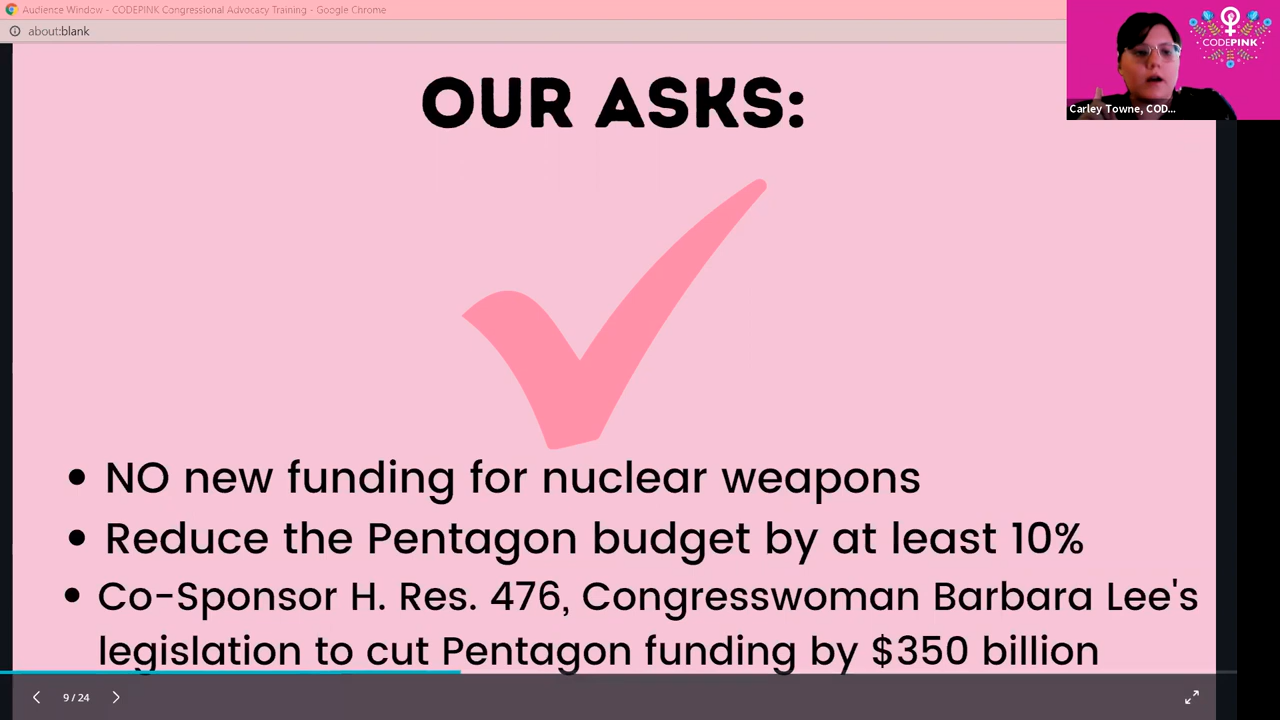 Audience Window - CODEPINK Congressional Advocacy Training - Google Chrome
about:blank
CODEPINK
Carley Towne, COD...
OUR ASKS:
• NO new funding for nuclear weapons
• Reduce the Pentagon budget by at least 10%
• Co-Sponsor H. Res. 476, Congresswoman Barbara Lee's
legislation to cut Pentagon funding by $350 billion
9 / 24